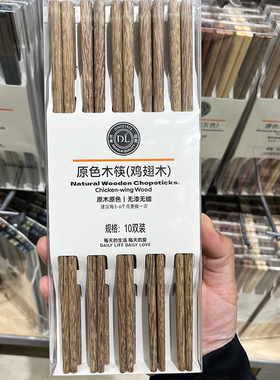 DL
原色木筷(鸡翅木)
Natural Wooden Chopsticks.
Chicken-wing Wood
原木原色 | 无漆无蜡
建议每3-6个月更换一次
规格: 10双装
每天的生活 每天的爱
DAILY LIFE DAILY LOVE